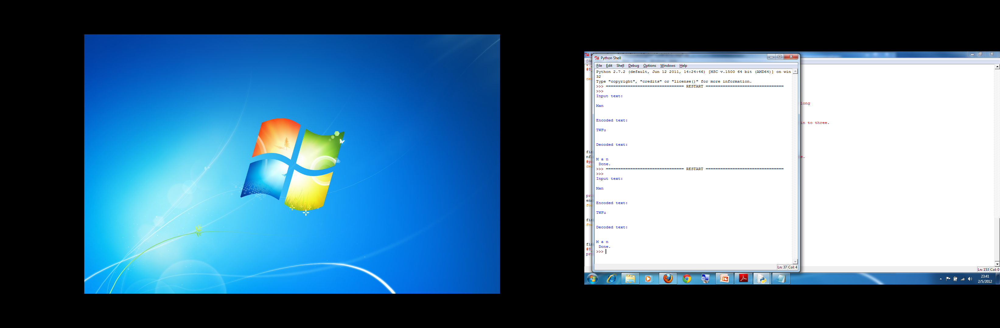 Python Shell
File Edit Shell Debug Options Windows Help
Python 2.7.2 (default, Jun 12 2011, 14:24:46) [MSC v.1500 64 bit (AMD64)] on win
32
Type "copyright", "credits" or "license()" for more information.
>>> ================================ RESTART ================================
>>>
Input text:
Man
Encoded text:
TWFu
Decoded text:
M a n
Done.
>>> ================================ RESTART ================================
>>>
Input text:
Man
Encoded text:
TWFu
Decoded text:
M a n
Done.
>>>
Ln: 37 Col: 4
long
in to three.
s.
Ln: 153 Col: 0
23:41
2/5/2012